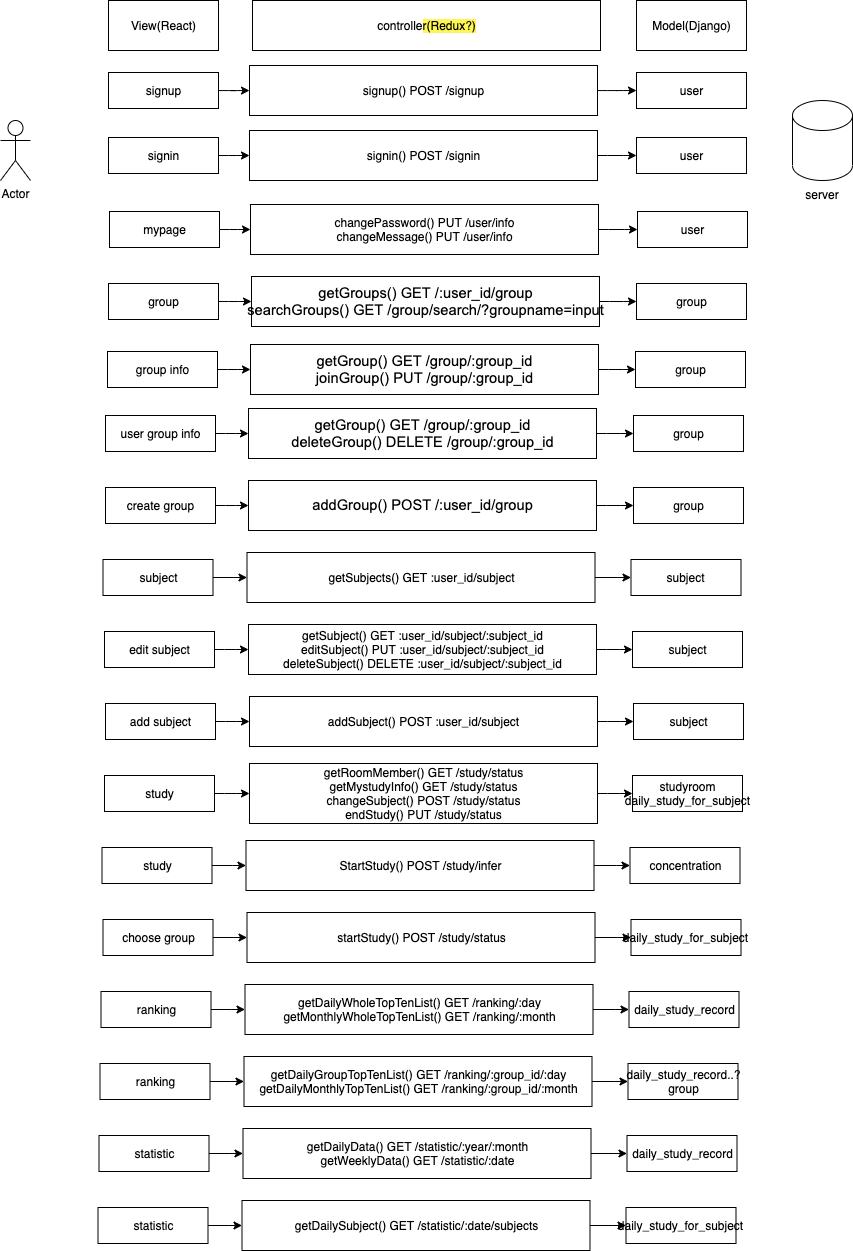 View(React)
controller(Redux?)
Model(Django)
signup
signup() POST /signup
user
Actor
server
signin
signin() POST /signin
user
mypage
changePassword() PUT /user/info
changeMessage() PUT /user/info
user
group
getGroups() GET /:user_id/group
searchGroups() GET /group/search/?groupname=input
group
group info
getGroup() GET /group/:group_id
joinGroup() PUT /group/:group_id
group
user group info
getGroup() GET /group/:group_id
deleteGroup() DELETE /group/:group_id
group
create group
addGroup() POST /:user_id/group
group
subject
getSubjects() GET :user_id/subject
subject
edit subject
getSubject() GET :user_id/subject/:subject_id
editSubject() PUT :user_id/subject/:subject_id
deleteSubject() DELETE :user_id/subject/:subject_id
subject
add subject
addSubject() POST :user_id/subject
subject
study
getRoomMember() GET /study/status
getMystudyInfo() GET /study/status
changeSubject() POST /study/status
endStudy() PUT /study/status
studyroom
daily_study_for_subject
study
StartStudy() POST /study/infer
concentration
choose group
startStudy() POST /study/status
daily_study_for_subject
ranking
getDailyWholeTopTenList() GET /ranking/:day
getMonthlyWholeTopTenList() GET /ranking/:month
daily_study_record
ranking
getDailyGroupTopTenList() GET /ranking/:group_id/:day
getDailyMonthlyTopTenList() GET /ranking/:group_id/:month
daily_study_record..?
group
statistic
getDailyData() GET /statistic/:year/:month
getWeeklyData() GET /statistic/:date
daily_study_record
statistic
getDailySubject() GET /statistic/:date/subjects
daily_study_for_subject